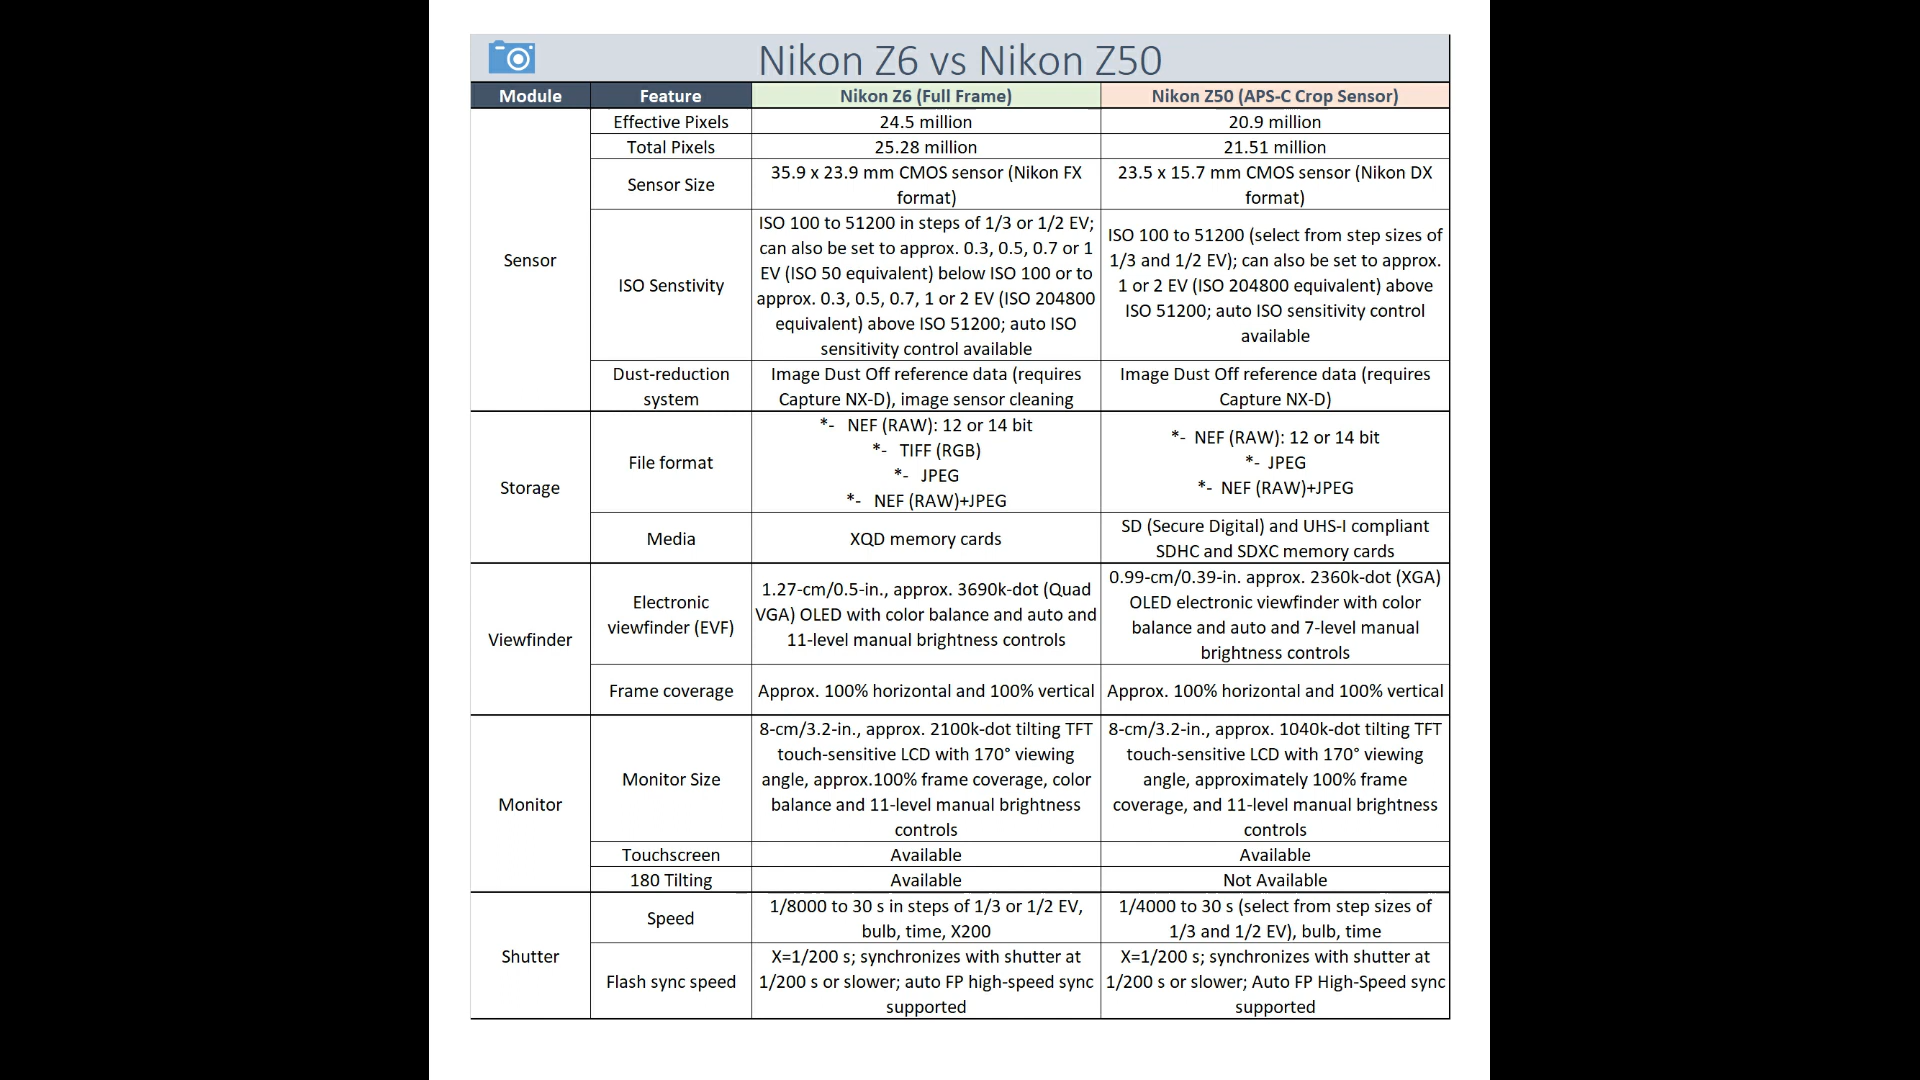 Nikon Z6 vs Nikon Z50
Module Feature Nikon Z6 (Full Frame) Nikon Z50 (APS-C Crop Sensor)
Sensor
Effective Pixels 24.5 million 20.9 million
Total Pixels 25.28 million 21.51 million
Sensor Size
35.9 x 23.9 mm CMOS sensor (Nikon FX
format)
23.5 x 15.7 mm CMOS sensor (Nikon DX
format)
ISO Senstivity
ISO 100 to 51200 in steps of 1/3 or 1/2 EV;
can also be set to approx. 0.3, 0.5, 0.7 or 1
EV (ISO 50 equivalent) below ISO 100 or to
approx. 0.3, 0.5, 0.7, 1 or 2 EV (ISO 204800
equivalent) above ISO 51200; auto ISO
sensitivity control available
ISO 100 to 51200 (select from step sizes of
1/3 and 1/2 EV); can also be set to approx.
1 or 2 EV (ISO 204800 equivalent) above
ISO 51200; auto ISO sensitivity control
available
Dust-reduction
system
Image Dust Off reference data (requires
Capture NX-D), image sensor cleaning
Image Dust Off reference data (requires
Capture NX-D)
Storage
File format
*- NEF (RAW): 12 or 14 bit
*- TIFF (RGB)
*- JPEG
*- NEF (RAW)+JPEG
*- NEF (RAW): 12 or 14 bit
*- JPEG
*- NEF (RAW)+JPEG
Media
XQD memory cards
SD (Secure Digital) and UHS-I compliant
SDHC and SDXC memory cards
Viewfinder
Electronic
viewfinder (EVF)
1.27-cm/0.5-in., approx. 3690k-dot (Quad
VGA) OLED with color balance and auto and
11-level manual brightness controls
0.99-cm/0.39-in. approx. 2360k-dot (XGA)
OLED electronic viewfinder with color
balance and auto and 7-level manual
brightness controls
Frame coverage Approx. 100% horizontal and 100% vertical Approx. 100% horizontal and 100% vertical
Monitor
Monitor Size
8-cm/3.2-in., approx. 2100k-dot tilting TFT
touch-sensitive LCD with 170° viewing
angle, approx.100% frame coverage, color
balance and 11-level manual brightness
controls
8-cm/3.2-in., approx. 1040k-dot tilting TFT
touch-sensitive LCD with 170° viewing
angle, approximately 100% frame
coverage, and 11-level manual brightness
controls
Touchscreen Available Available
180 Tilting Available Not Available
Shutter
Speed
1/8000 to 30 s in steps of 1/3 or 1/2 EV,
bulb, time, X200
1/4000 to 30 s (select from step sizes of
1/3 and 1/2 EV), bulb, time
Flash sync speed
X=1/200 s; synchronizes with shutter at
1/200 s or slower; auto FP high-speed sync
supported
X=1/200 s; synchronizes with shutter at
1/200 s or slower; Auto FP High-Speed sync
supported